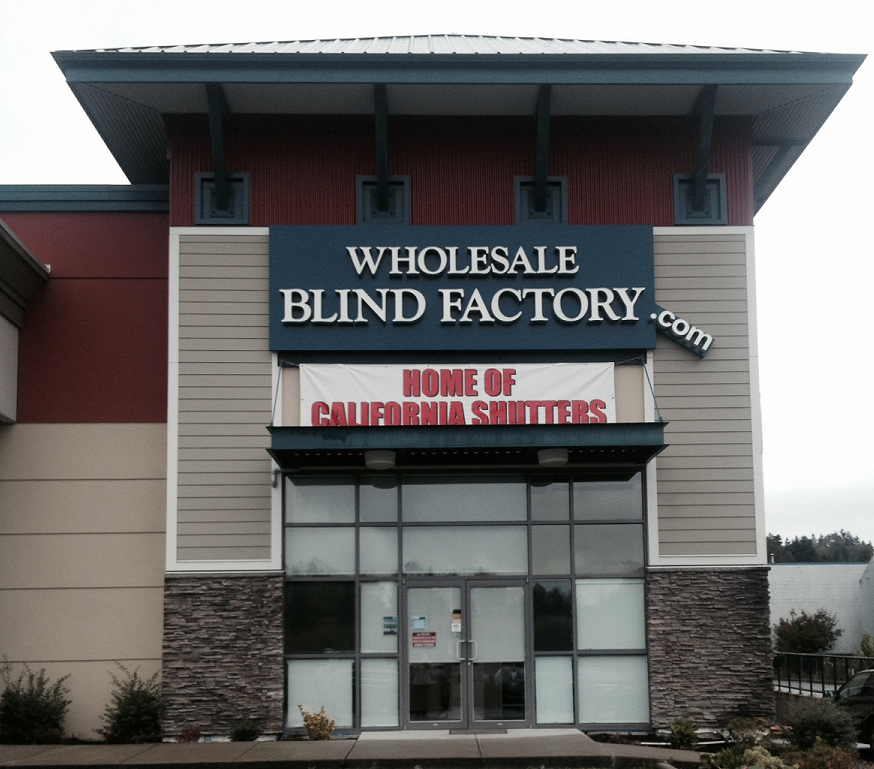 WHOLESALE
BLIND FACTORY
.com
HOME OF
CALIFORNIA SHUTTERS